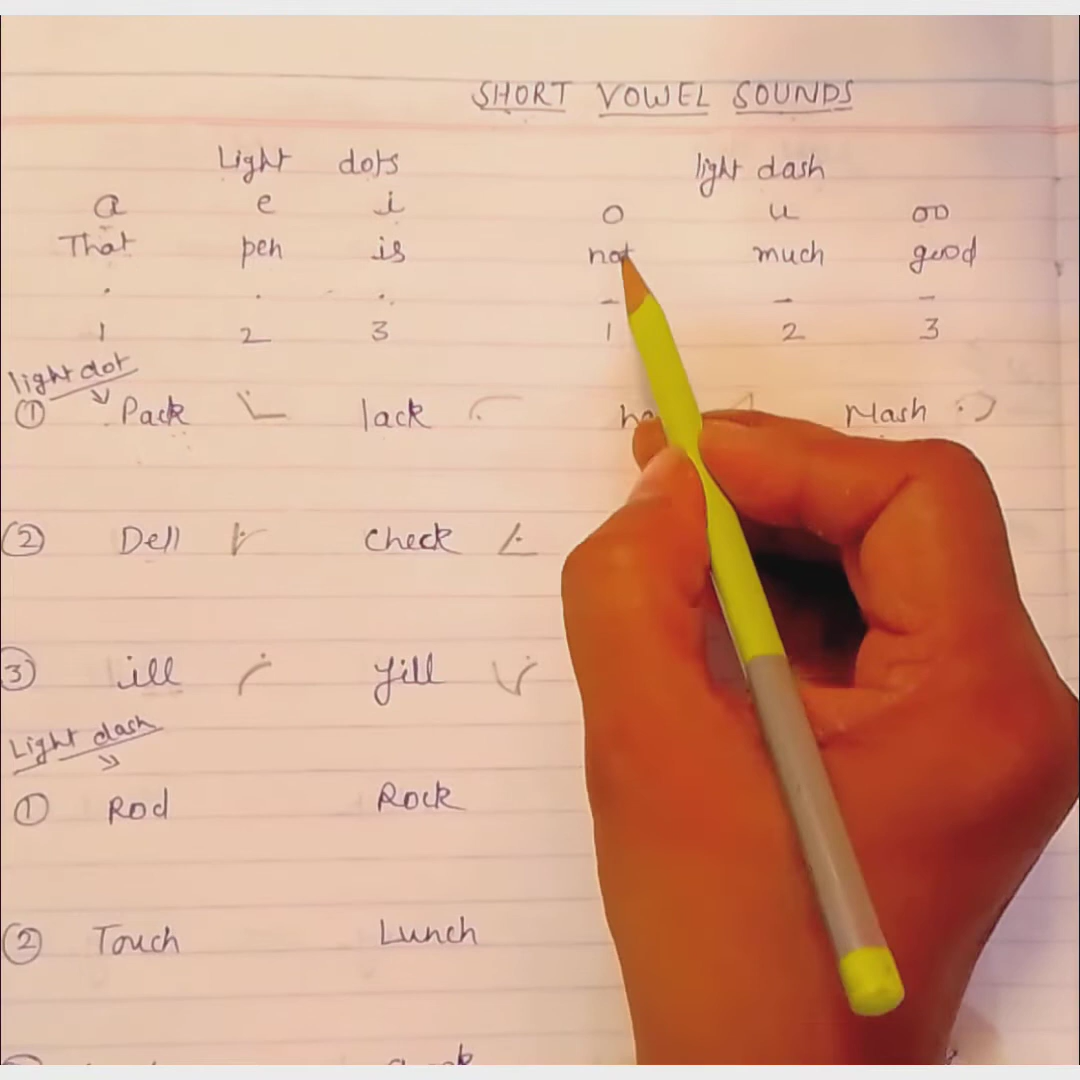 SHORT VOWEL SOUNDS
Light dots light dash
a e i o u oo
That pen is not much good
1 2 3 1 2 3
light dot
① Pack lack Mash
② Dell Check
③ ill Jill
Light dash
① Rod Rock
② Touch Lunch